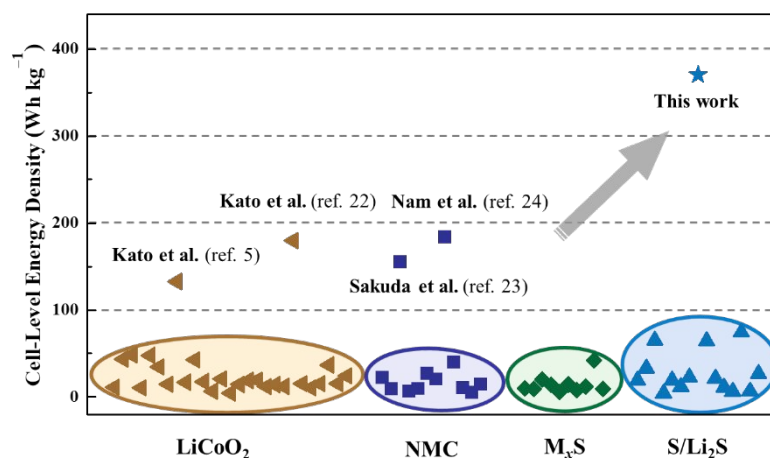 Cell-Level Energy Density (Wh kg⁻¹)
400
300
200
100
0
This work
Kato et al. (ref. 22)
Nam et al. (ref. 24)
Kato et al. (ref. 5)
Sakuda et al. (ref. 23)
LiCoO₂
NMC
MₓS
S/Li₂S